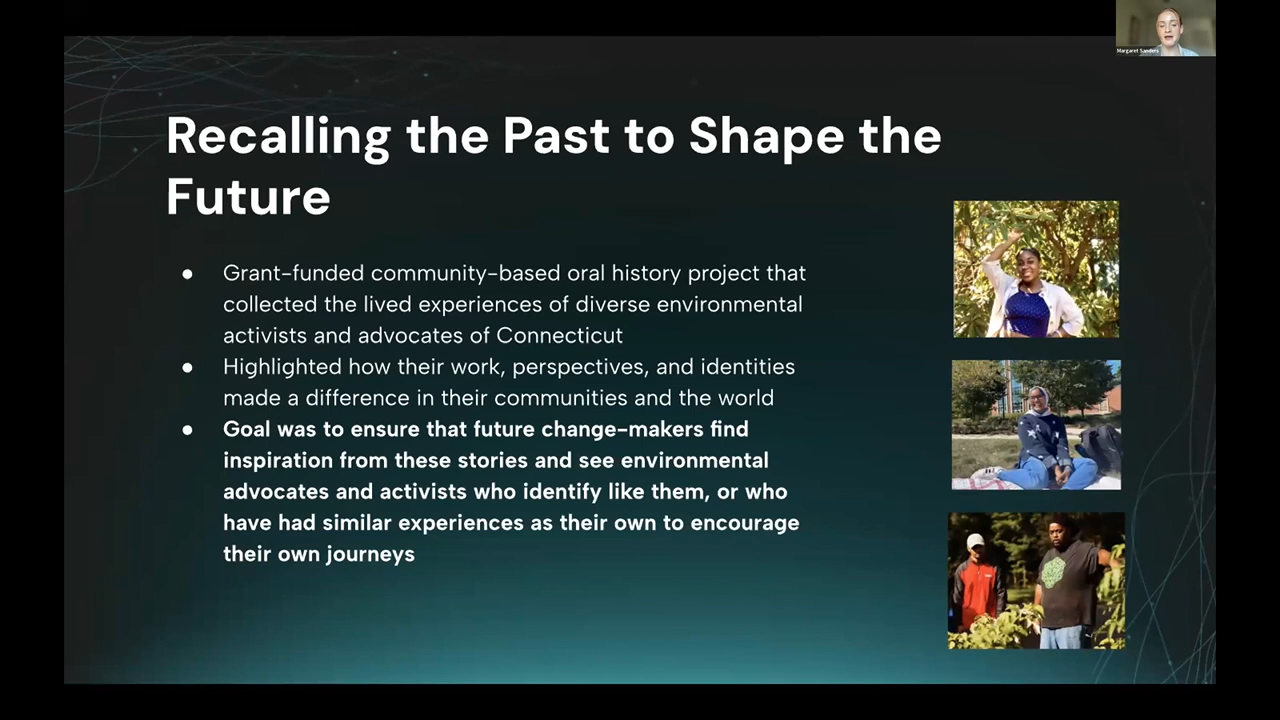 Margaret Sanders
Recalling the Past to Shape the
Future
● Grant-funded community-based oral history project that
collected the lived experiences of diverse environmental
activists and advocates of Connecticut
● Highlighted how their work, perspectives, and identities
made a difference in their communities and the world
● Goal was to ensure that future change-makers find
inspiration from these stories and see environmental
advocates and activists who identify like them, or who
have had similar experiences as their own to encourage
their own journeys